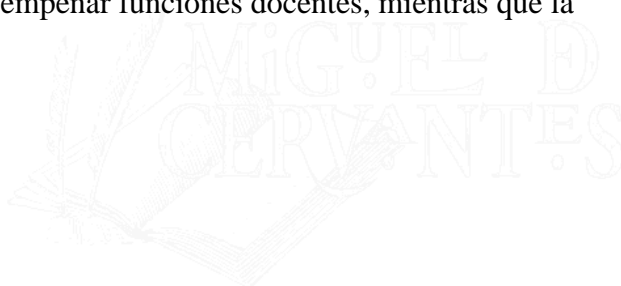 empeñar funciones docentes, mientras que la
MiGUEL D
CERVANTES